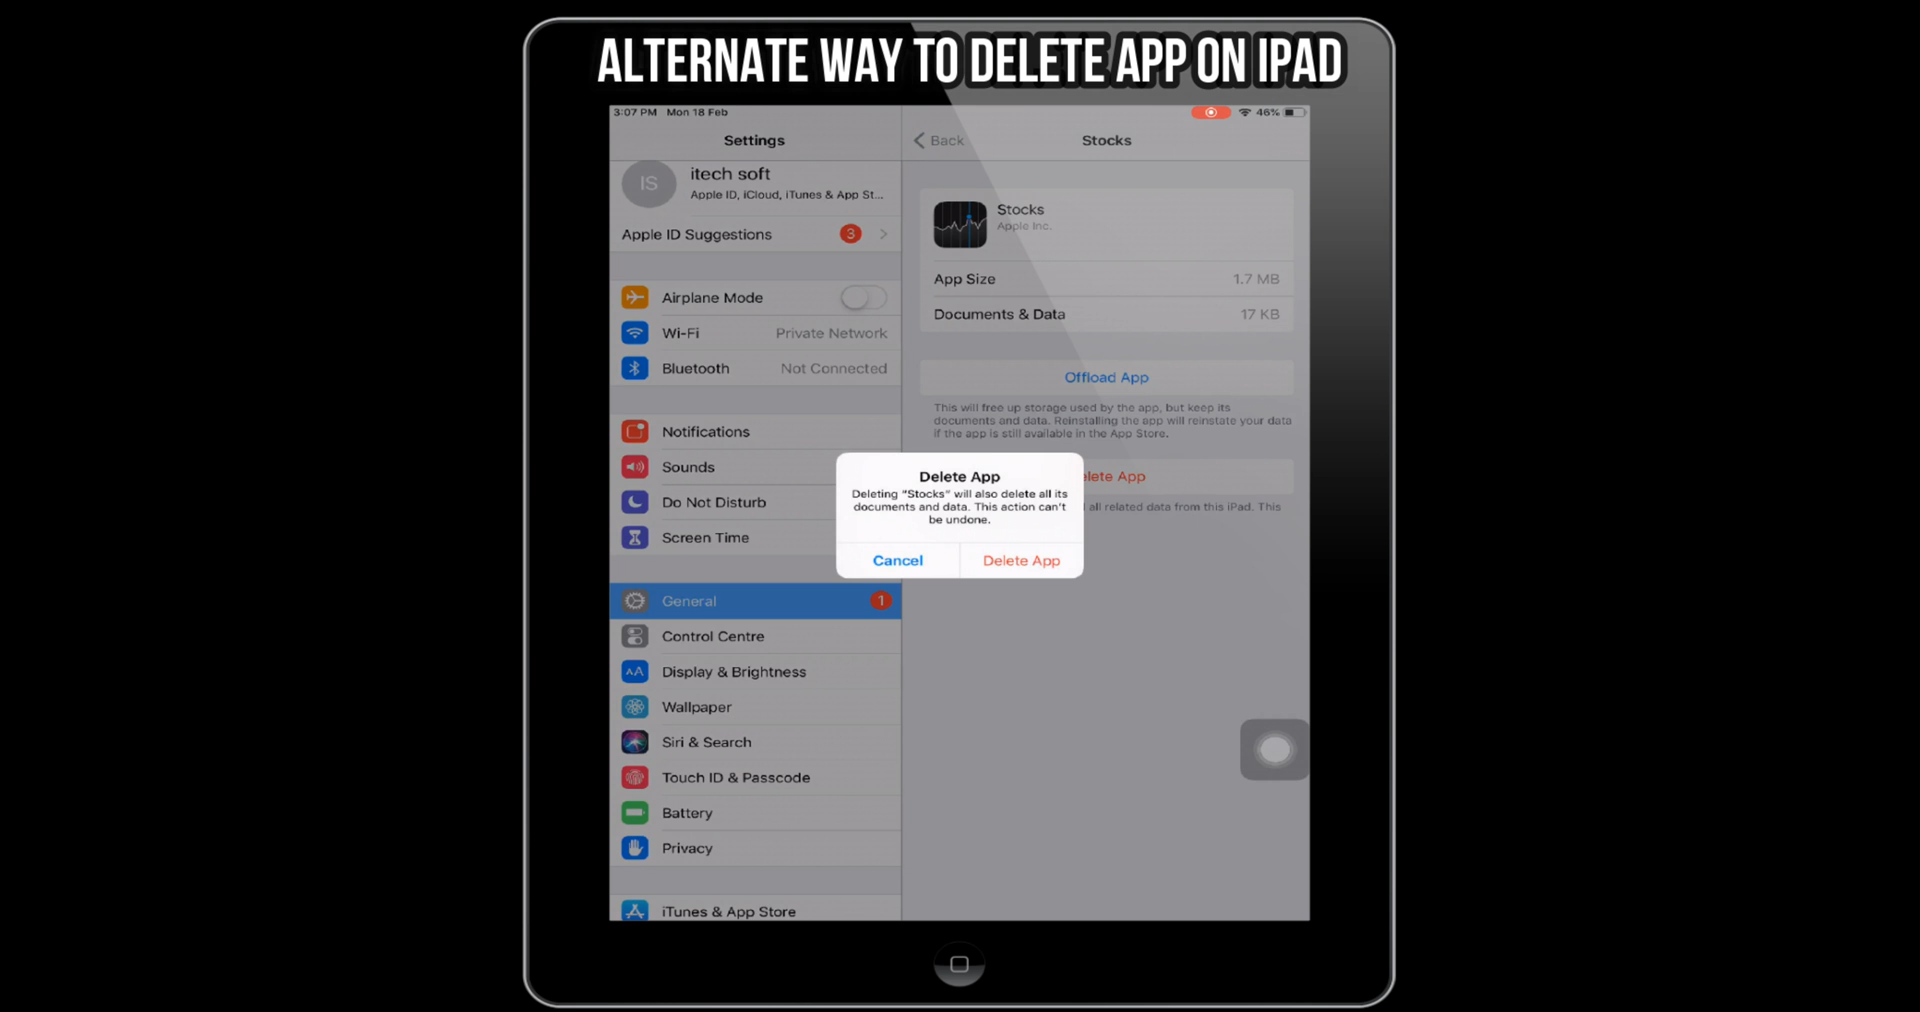 ALTERNATE WAY TO DELETE APP ON IPAD
3:07 PM Mon 18 Feb
46%
Settings
Back
Stocks
IS
itech soft
Apple ID, iCloud, iTunes & App St...
Apple ID Suggestions 3
Airplane Mode
Wi-Fi Private Network
Bluetooth Not Connected
Notifications
Sounds
Do Not Disturb
Screen Time
General 1
Control Centre
AA Display & Brightness
Wallpaper
Siri & Search
Touch ID & Passcode
Battery
Privacy
iTunes & App Store
Stocks
Apple Inc.
App Size 1.7 MB
Documents & Data 17 KB
Offload App
This will free up storage used by the app, but keep its
documents and data. Reinstalling the app will reinstate your data
if the app is still available in the App Store.
elete App
all related data from this iPad. This
Delete App
Deleting "Stocks" will also delete all its
documents and data. This action can't
be undone.
Cancel
Delete App